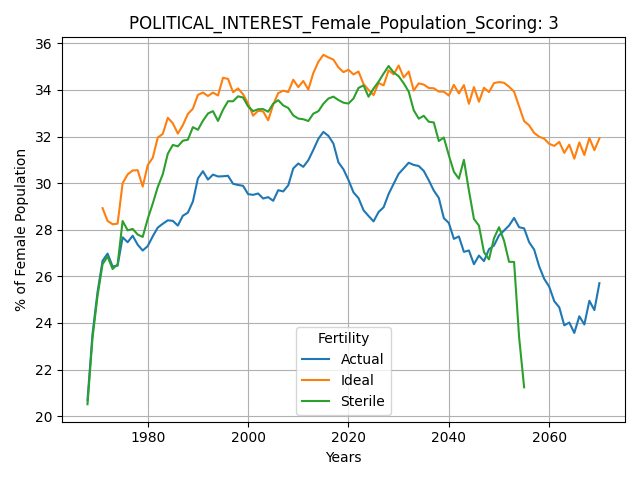 POLITICAL_INTEREST_Female_Population_Scoring: 3
% of Female Population
36
34
32
30
28
26
24
22
20
Fertility
Actual
Ideal
Sterile
1980
2000
2020
2040
2060
Years